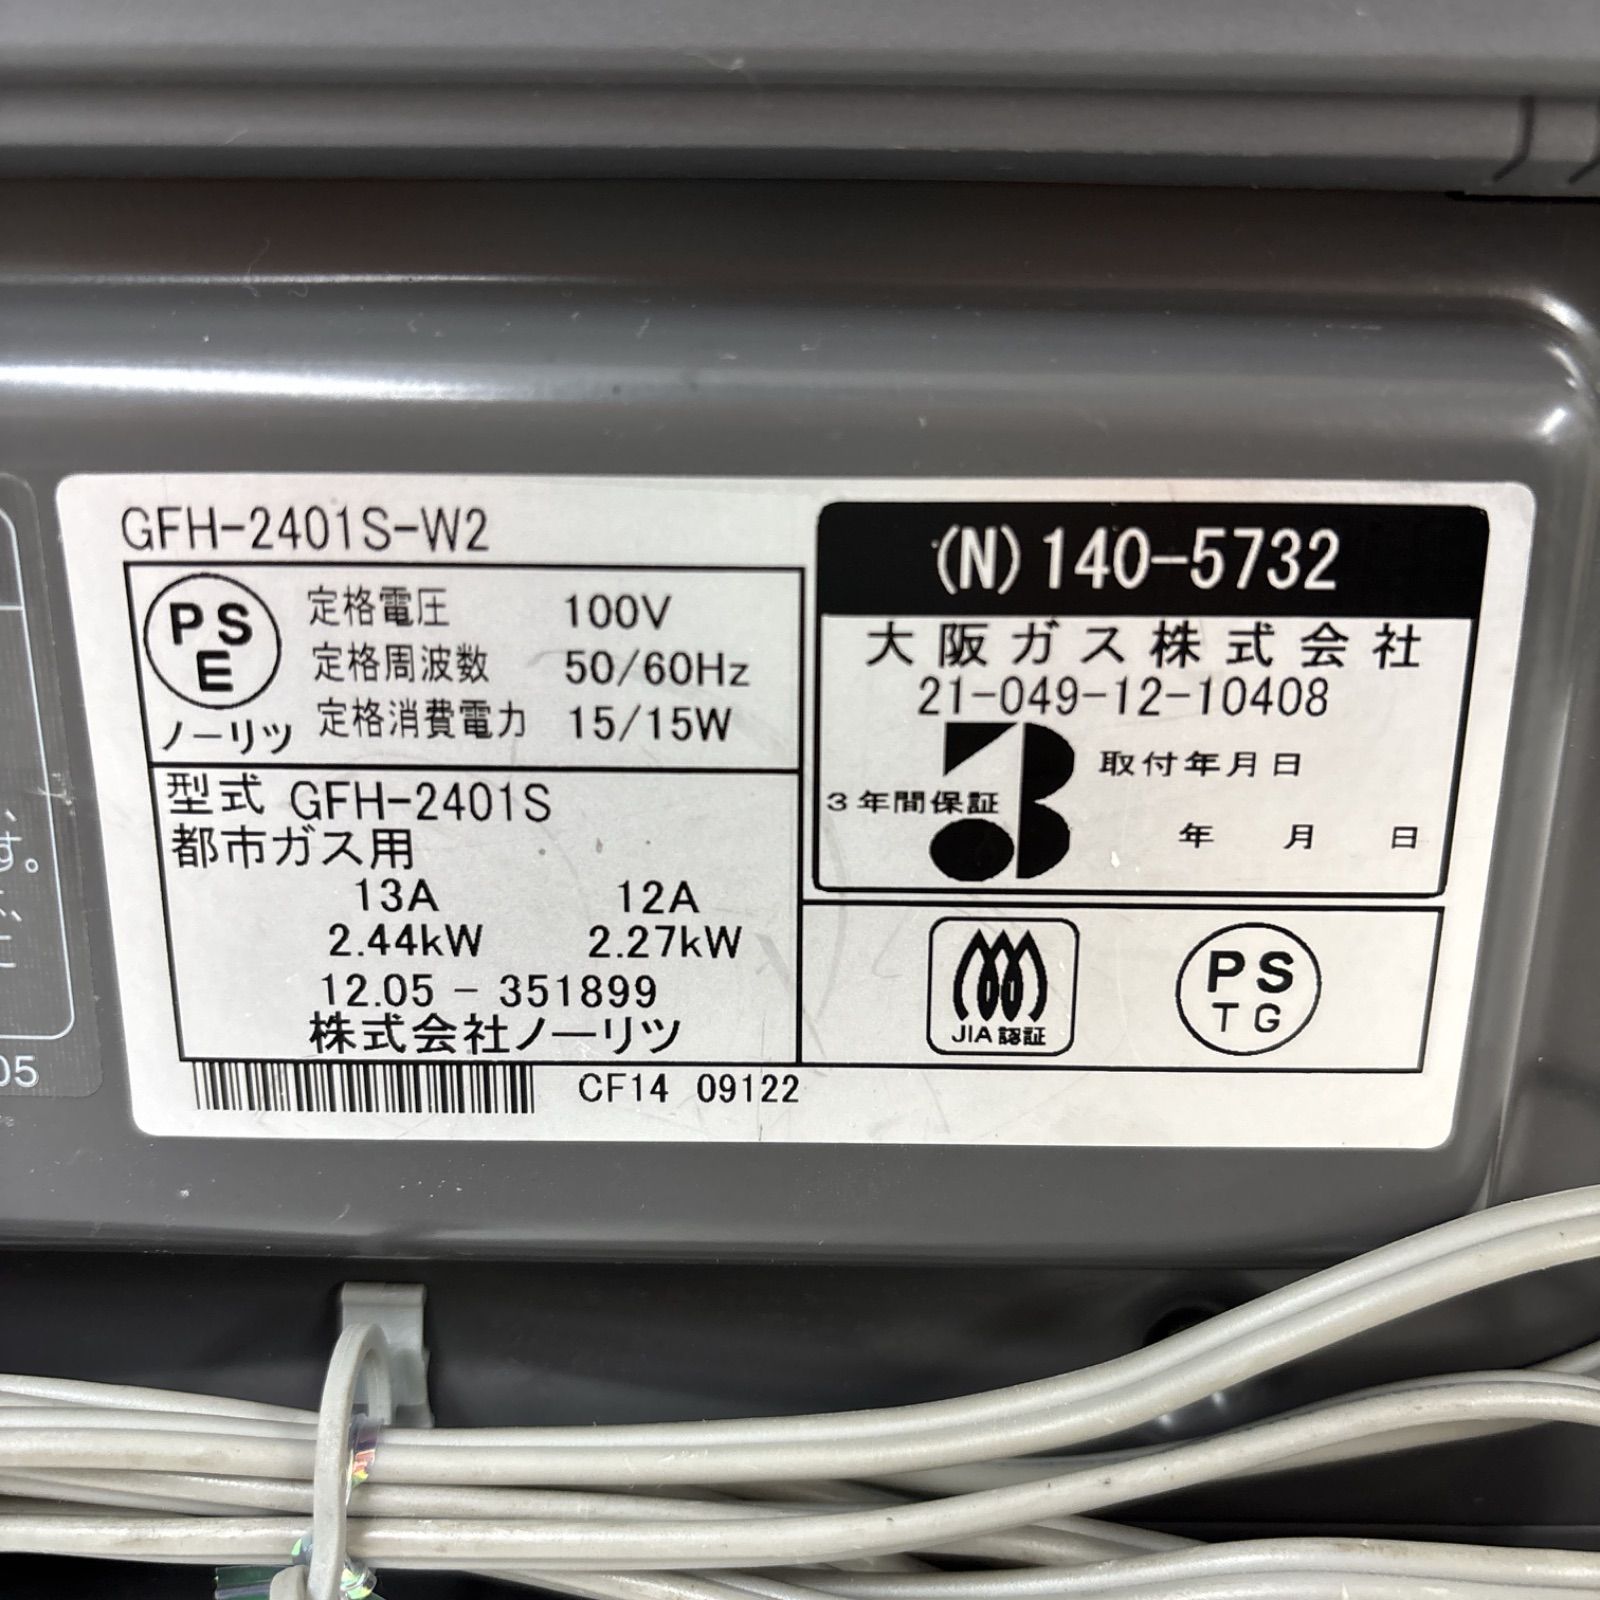 GFH-2401S-W2
PS
E
ノーリツ
定格電圧 100V
定格周波数 50/60Hz
定格消費電力 15/15W
型式 GFH-2401S
都市ガス用
13A 12A
2.44kW 2.27kW
12.05 - 351899
株式会社ノーリツ
CF14 09122
(N)140-5732
大阪ガス株式会社
21-049-12-10408
取付年月日
3年間保証
年 月 日
JIA認証
PS
TG
す。
05